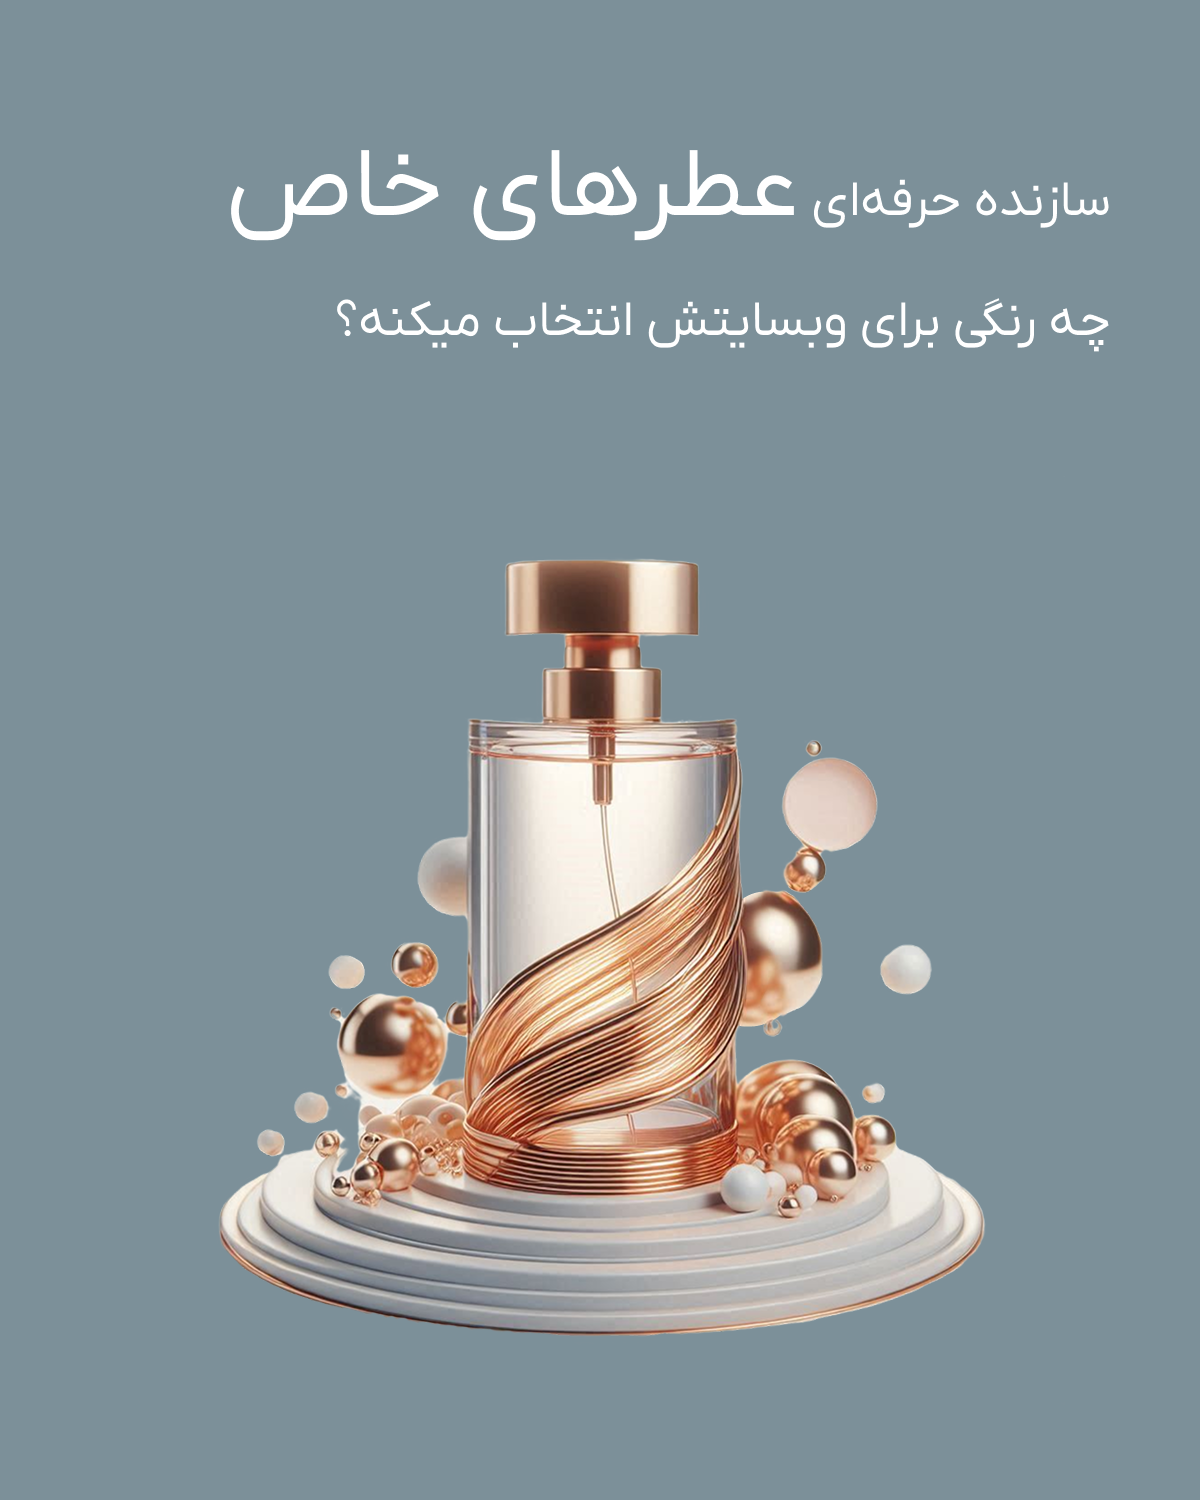 سازنده حرفه‌ای عطرهای خاص
چه رنگی برای وبسایتش انتخاب میکنه؟